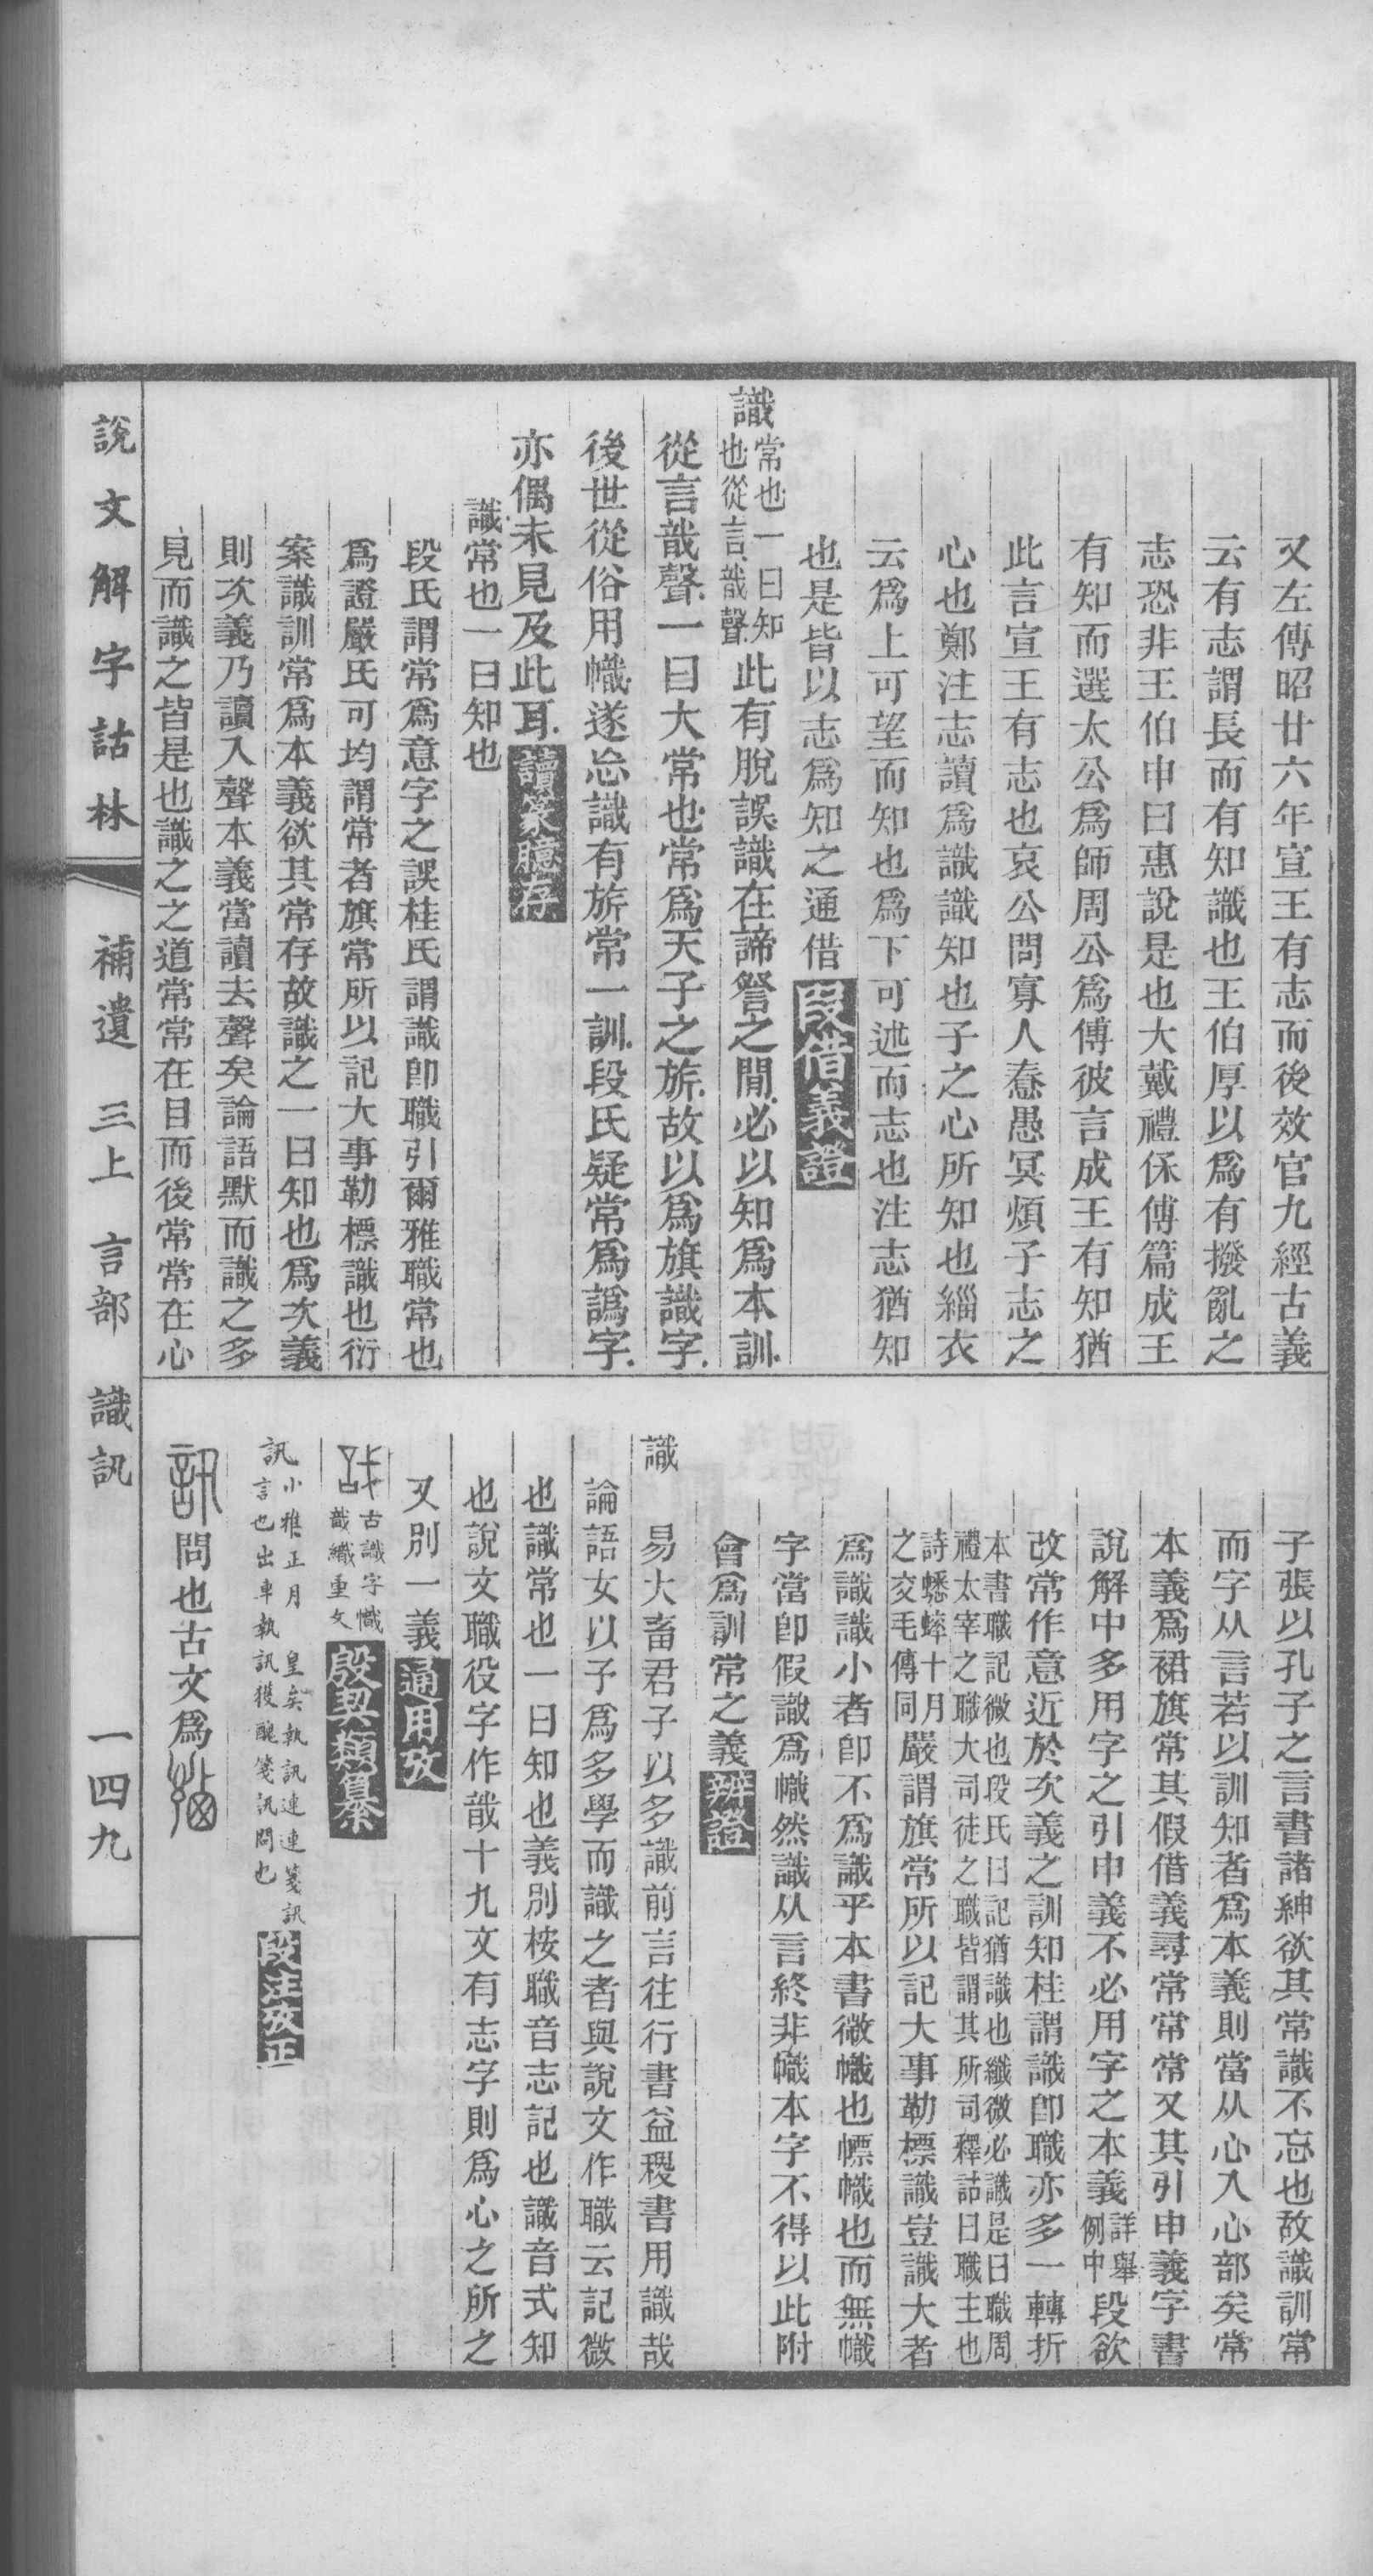 又左傳昭廿六年宣王有志而後效官九經古義
云有志謂長而有知識也王伯厚以爲有撥亂之
志恐非王伯申曰惠說是也大戴禮保傅篇成王
有知而選太公爲師周公爲傅彼言成王有知猶
此言宣王有志也哀公問寡人惷愚冥煩子志之
心也鄭注志讀爲識識知也子之心所知也緇衣
云爲上可望而知也爲下可述而志也注志猶知
也是皆以志爲知之通借叚借義證
識常也一曰知
也從言戠聲此有脫誤識在諦詧之閒必以知爲本訓
從言戠聲一曰大常也常爲天子之旂故以爲旗識字
後世從俗用幟遂忘識有旂常一訓段氏疑常爲譌字
亦偶未見及此耳讀篆臆存
識常也一曰知也
段氏謂常爲意字之誤桂氏謂識卽職引爾雅職常也
爲證嚴氏可均謂常者旗常所以記大事勒標識也衍
案識訓常爲本義欲其常存故識之一曰知也爲次義
則次義乃讀入聲本義當讀去聲矣論語默而識之多
見而識之皆是也識之之道常常在目而後常常在心
子張以孔子之言書諸紳欲其常識不忘也故識訓常
而字从言若以訓知者爲本義則當从心入心部矣常
本義爲裙旗常其假借義尋常常常又其引申義字書
說解中多用字之引申義不必用字之本義詳舉
例中段欲
改常作意近於次義之訓知桂謂識卽職亦多一轉折
本書職記微也段氏曰記猶識也纖微必識是曰職周
禮太宰之職大司徒之職皆謂其所司釋詁曰職主也
詩蟋蟀十月
之交毛傳同嚴謂旗常所以記大事勒標識豈識大者
爲識識小者卽不爲識乎本書微幟也幖幟也而無幟
字當卽假識爲幟然識从言終非幟本字不得以此附
會爲訓常之義辨證
識 易大畜君子以多識前言往行書益稷書用識哉
論語女以予爲多學而識之者與說文作職云記微
也識常也一曰知也義別桉職音志記也識音式知
也說文職役字作戠十九文有志字則爲心之所之
又別一義通用攷
古識字幟
戠織重文殷契類纂
訊小雅正月 皇矣執訊連連箋訊
言也出車執訊獲醜箋訊問也段注攷正
訊問也古文爲
說文解字詁林 補遺 三上 言部 識訊 一四九